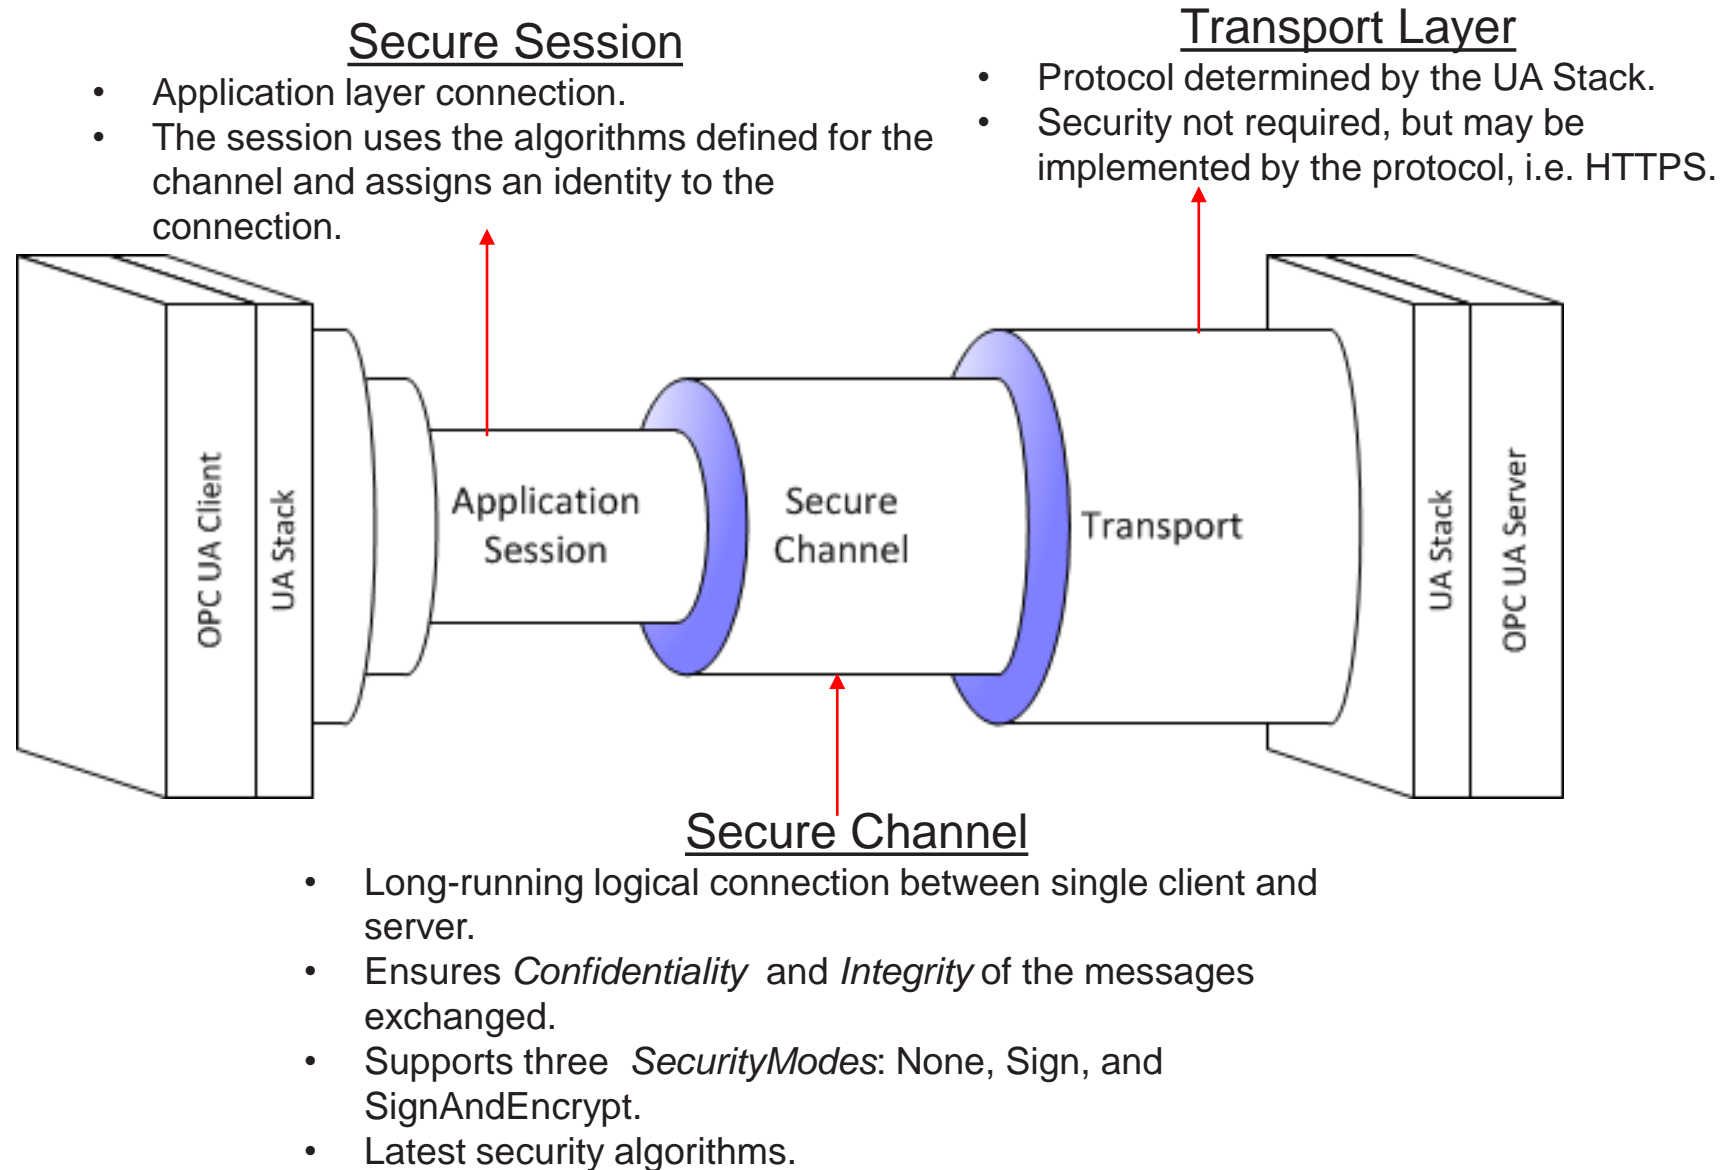 Secure Session
• Application layer connection.
• The session uses the algorithms defined for the
channel and assigns an identity to the
connection.
Transport Layer
• Protocol determined by the UA Stack.
• Security not required, but may be
implemented by the protocol, i.e. HTTPS.
OPC UA Client
UA Stack
Application
Session
Secure
Channel
Transport
UA Stack
OPC UA Server
Secure Channel
• Long-running logical connection between single client and
server.
• Ensures Confidentiality and Integrity of the messages
exchanged.
• Supports three SecurityModes: None, Sign, and
SignAndEncrypt.
• Latest security algorithms.